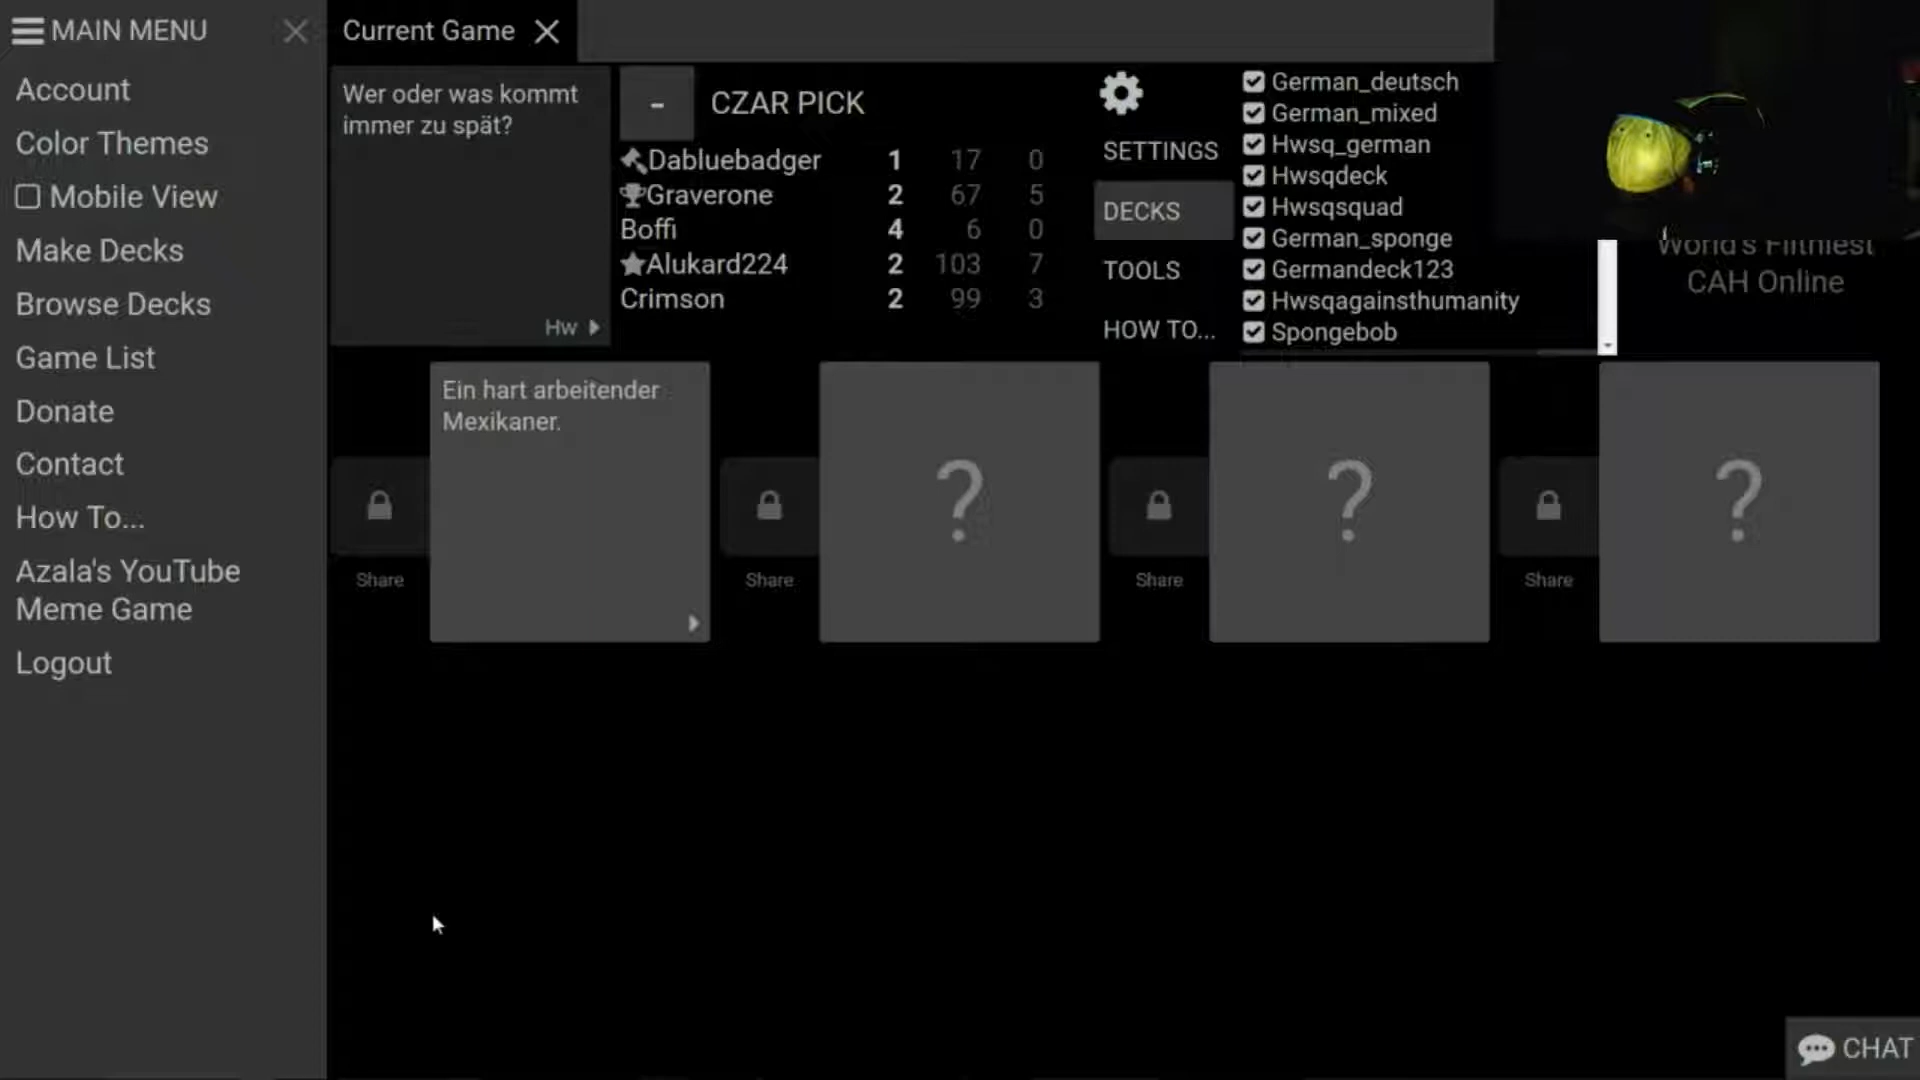 MAIN MENU
Account
Color Themes
Mobile View
Make Decks
Browse Decks
Game List
Donate
Contact
How To...
Azala's YouTube
Meme Game
Logout
Current Game
Wer oder was kommt
immer zu spät?
Hw
-
CZAR PICK
Dabluebadger 1 17 0
Graverone 2 67 5
Boffi 4 6 0
Alukard224 2 103 7
Crimson 2 99 3
SETTINGS
DECKS
TOOLS
HOW TO...
German_deutsch
German_mixed
Hwsq_german
Hwsqdeck
Hwsqsquad
German_sponge
Germandeck123
Hwsqagainsthumanity
Spongebob
World's Filthiest
CAH Online
Share
Ein hart arbeitender
Mexikaner.
Share
?
Share
?
Share
?
CHAT